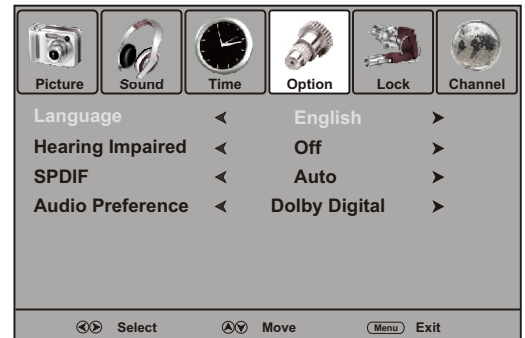 Picture Sound Time Option Lock Channel
Language English
Hearing Impaired Off
SPDIF Auto
Audio Preference Dolby Digital
Select Move Menu Exit